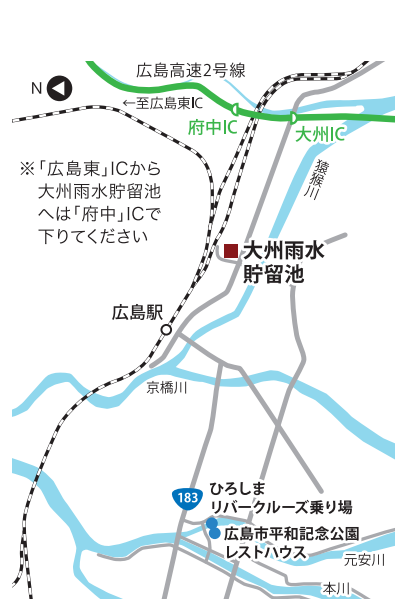 広島高速2号線
N
←至広島東IC
府中IC
大州IC
猿猴川
※「広島東」ICから
大州雨水貯留池
へは「府中」ICで
下りてください
大州雨水
貯留池
広島駅
京橋川
183
ひろしま
リバークルーズ乗り場
広島市平和記念公園
レストハウス
元安川
本川